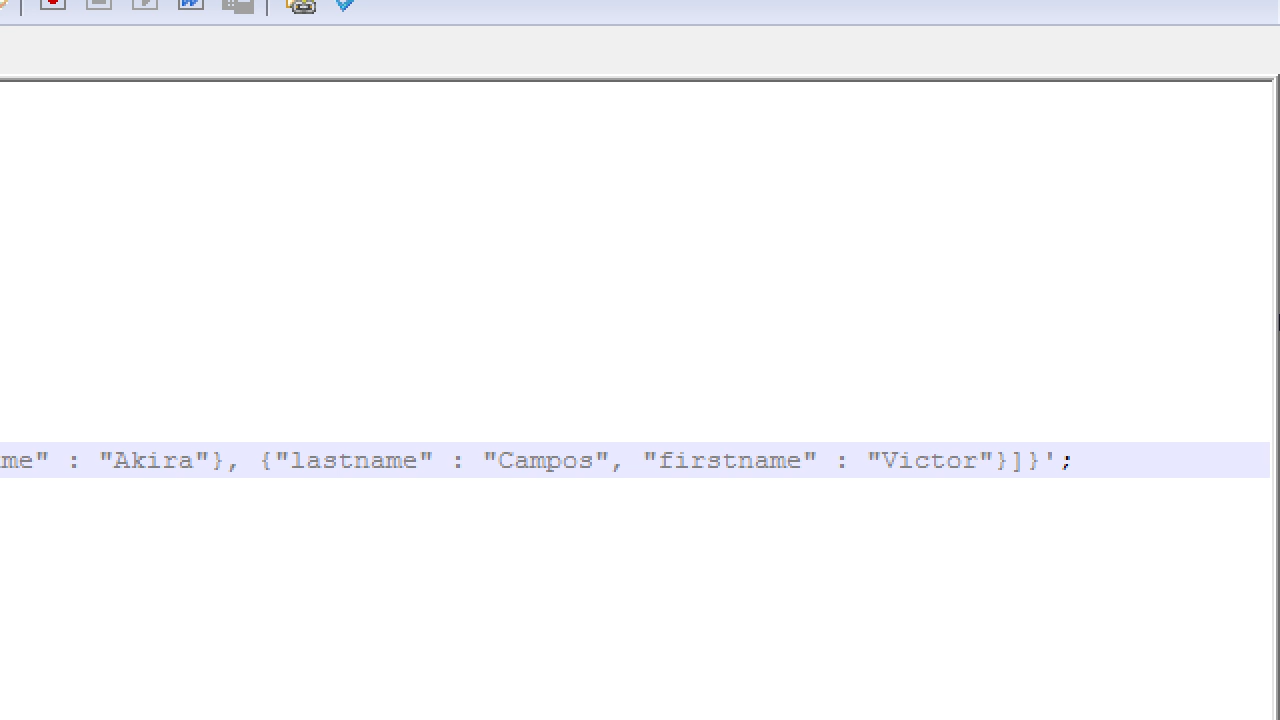 me" : "Akira"}, {"lastname" : "Campos", "firstname" : "Victor"}]}';